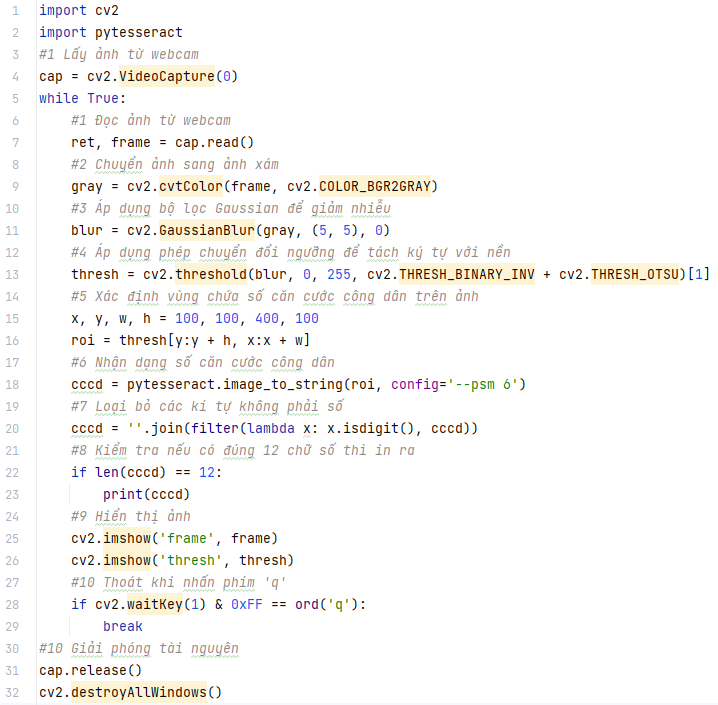 1 import cv2
2 import pytesseract
3 #1 Lấy ảnh từ webcam
4 cap = cv2.VideoCapture(0)
5 while True:
6     #1 Đọc ảnh từ webcam
7     ret, frame = cap.read()
8     #2 Chuyển ảnh sang ảnh xám
9     gray = cv2.cvtColor(frame, cv2.COLOR_BGR2GRAY)
10     #3 Áp dụng bộ lọc Gaussian để giảm nhiễu
11     blur = cv2.GaussianBlur(gray, (5, 5), 0)
12     #4 Áp dụng phép chuyển đổi ngưỡng để tách ký tự với nền
13     thresh = cv2.threshold(blur, 0, 255, cv2.THRESH_BINARY_INV + cv2.THRESH_OTSU)[1]
14     #5 Xác định vùng chứa số căn cước công dân trên ảnh
15     x, y, w, h = 100, 100, 400, 100
16     roi = thresh[y:y + h, x:x + w]
17     #6 Nhận dạng số căn cước công dân
18     cccd = pytesseract.image_to_string(roi, config='--psm 6')
19     #7 Loại bỏ các kí tự không phải số
20     cccd = ''.join(filter(lambda x: x.isdigit(), cccd))
21     #8 Kiểm tra nếu có đúng 12 chữ số thì in ra
22     if len(cccd) == 12:
23         print(cccd)
24     #9 Hiển thị ảnh
25     cv2.imshow('frame', frame)
26     cv2.imshow('thresh', thresh)
27     #10 Thoát khi nhấn phím 'q'
28     if cv2.waitKey(1) & 0xFF == ord('q'):
29         break
30 #10 Giải phóng tài nguyên
31 cap.release()
32 cv2.destroyAllWindows()